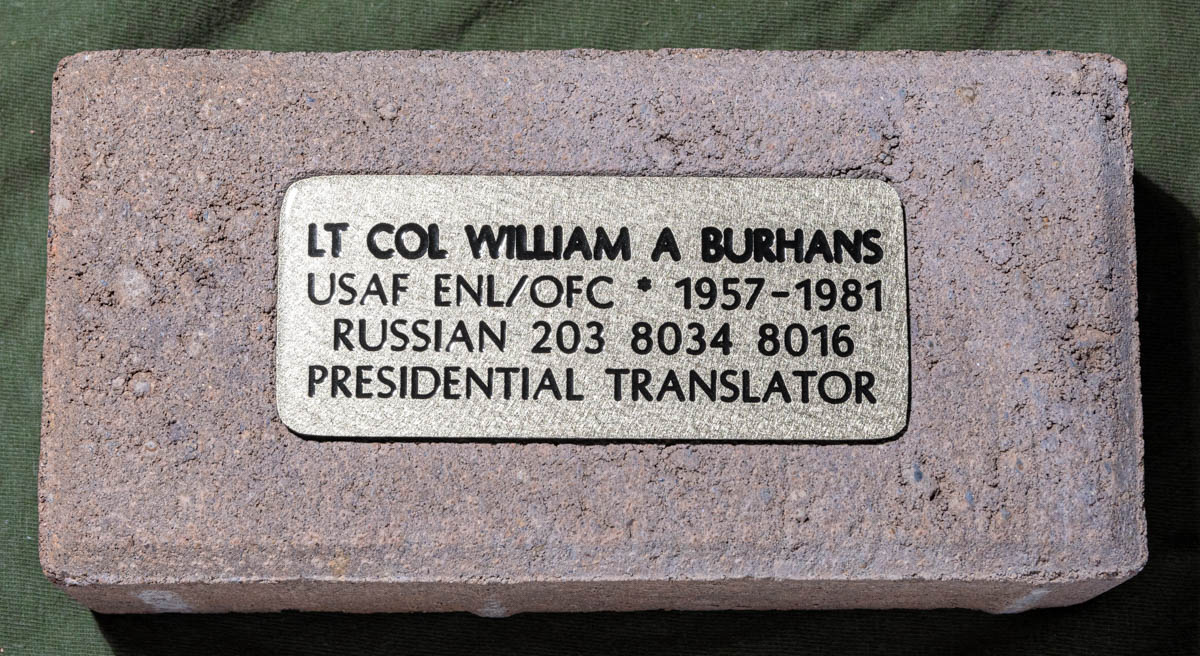 LT COL WILLIAM A BURHANS
USAF ENL/OFC * 1957-1981
RUSSIAN 203 8034 8016
PRESIDENTIAL TRANSLATOR